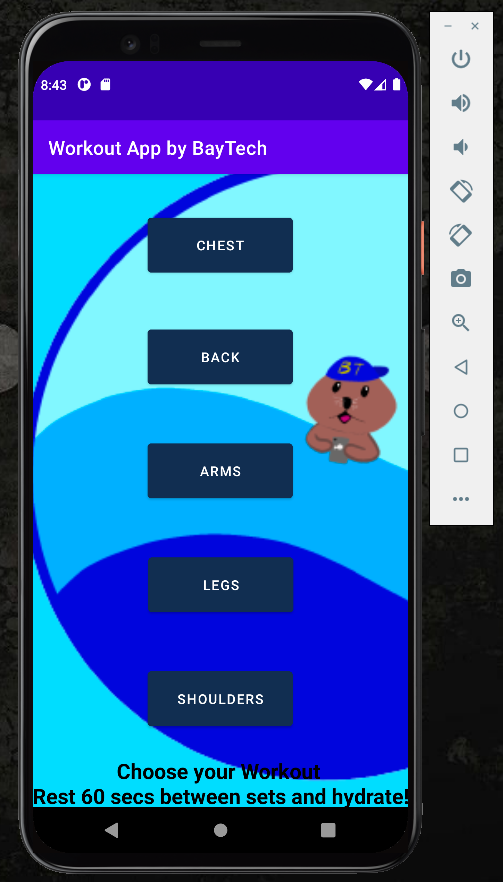 8:43
Workout App by BayTech
CHEST
BACK
BT
ARMS
LEGS
SHOULDERS
Choose your Workout
Rest 60 secs between sets and hydrate!